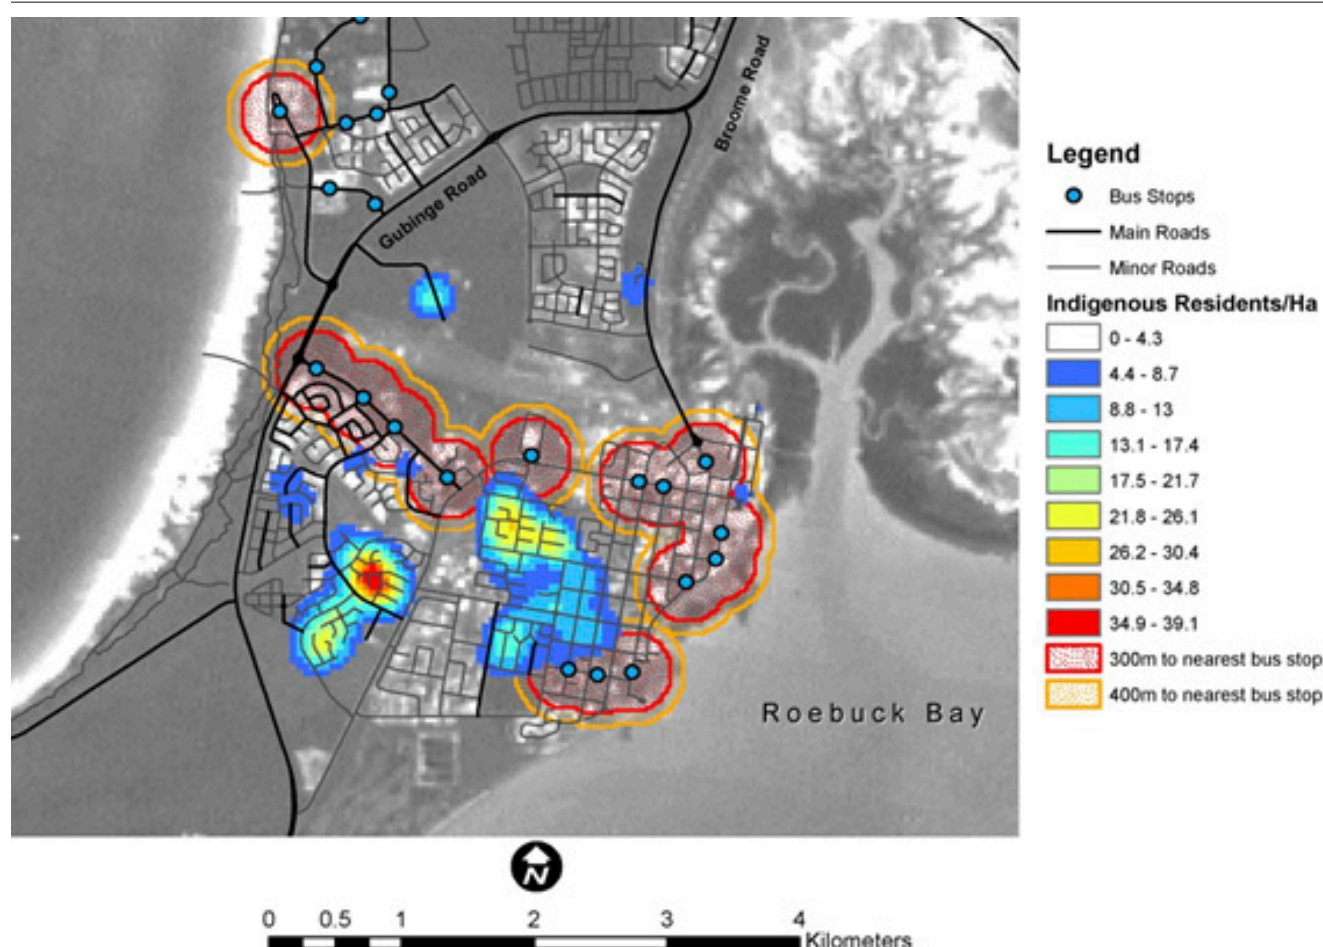 Broome Road
Gubinge Road
Roebuck Bay
Legend
Bus Stops
Main Roads
Minor Roads
Indigenous Residents/Ha
0 - 4.3
4.4 - 8.7
8.8 - 13
13.1 - 17.4
17.5 - 21.7
21.8 - 26.1
26.2 - 30.4
30.5 - 34.8
34.9 - 39.1
300m to nearest bus stop
400m to nearest bus stop
N
0 0.5 1 2 3 4
Kilometers